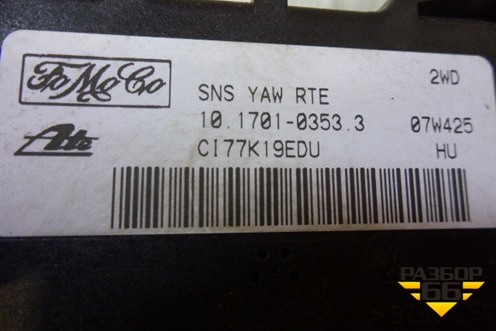 FoMoCo
SNS YAW RTE 2WD
10.1701-0353.3 07W425
Ate CI77K19EDU HU
РАЗБОР
66